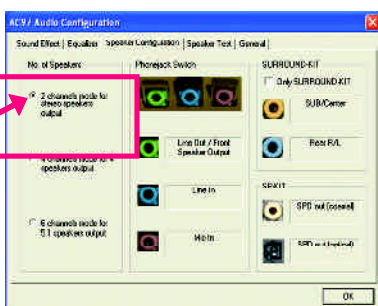 AC97 Audio Configuration
Sound Effect | Equalizer | Speaker Configuration | Speaker Test | General
No. of Speakers
2 channels mode for
stereo speakers
output
4 channels mode for 4
speakers output
6 channels mode for
5.1 speakers output
Phonejack Switch
Line Out / Front
Speaker Output
Line In
Mic In
SURROUND-KIT
Only SURROUND-KIT
SUB/Center
Rear R/L
SPDKIT
SPD out (coaxial)
SPD out (optical)
OK